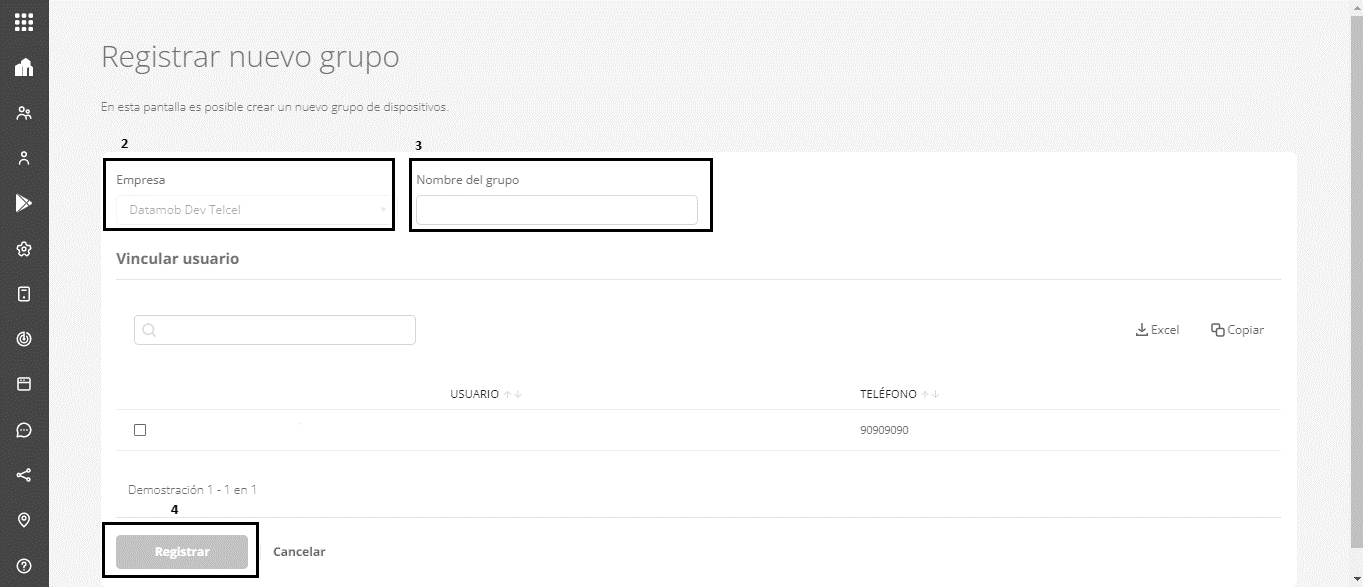 Registrar nuevo grupo
En esta pantalla es posible crear un nuevo grupo de dispositivos.
2
3
Empresa
Nombre del grupo
Datamob Dev Telcel
Vincular usuario
Excel
Copiar
USUARIO
TELÉFONO
90909090
Demostración 1 - 1 en 1
4
Registrar
Cancelar